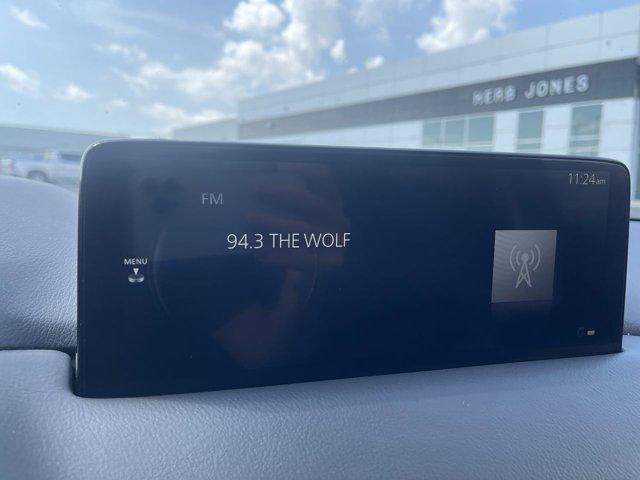 HERB JONES
11:24am
FM
94.3 THE WOLF
MENU